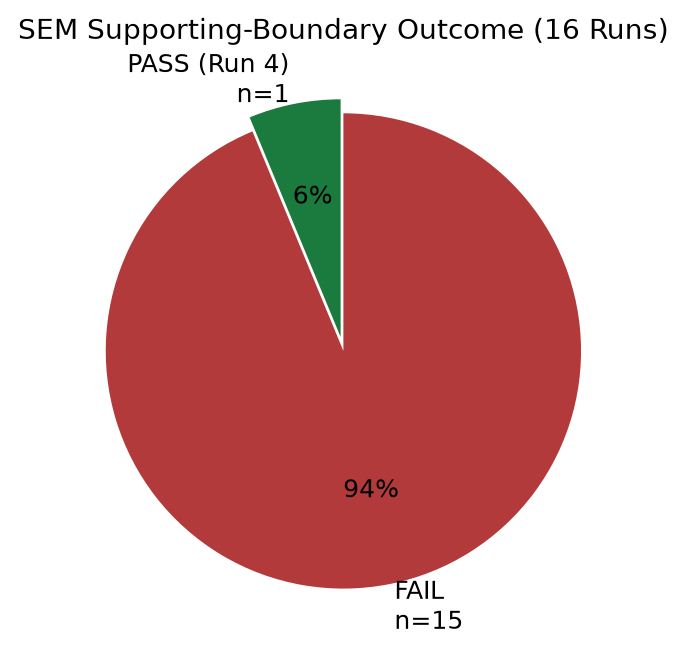 SEM Supporting-Boundary Outcome (16 Runs)
PASS (Run 4)
n=1
6%
94%
FAIL
n=15